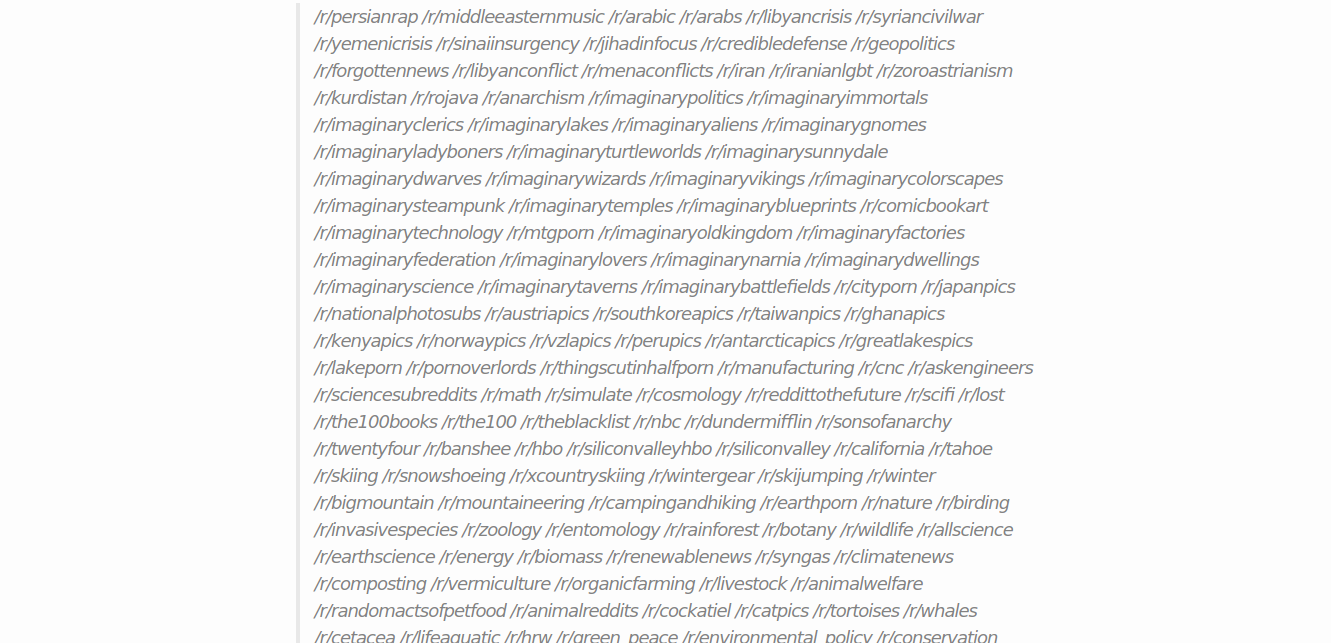 /r/persianrap /r/middleeasternmusic /r/arabic /r/arabs /r/libyancrisis /r/syriancivilwar
/r/yemenicrisis /r/sinaiinsurgency /r/jihadinfocus /r/credibledefense /r/geopolitics
/r/forgottennews /r/libyanconflict /r/menaconflicts /r/iran /r/iranianlgbt /r/zoroastrianism
/r/kurdistan /r/rojava /r/anarchism /r/imaginarypolitics /r/imaginaryimmortals
/r/imaginaryclerics /r/imaginarylakes /r/imaginaryaliens /r/imaginarygnomes
/r/imaginaryladyboners /r/imaginaryturtleworlds /r/imaginarysunnydale
/r/imaginarydwarves /r/imaginarywizards /r/imaginaryvikings /r/imaginarycolorscapes
/r/imaginarysteampunk /r/imaginarytemples /r/imaginaryblueprints /r/comicbookart
/r/imaginarytechnology /r/mtgporn /r/imaginaryoldkingdom /r/imaginaryfactories
/r/imaginaryfederation /r/imaginarylovers /r/imaginarynarnia /r/imaginarydwellings
/r/imaginaryscience /r/imaginarytaverns /r/imaginarybattlefields /r/cityporn /r/japanpics
/r/nationalphotosubs /r/austriapics /r/southkoreapics /r/taiwanpics /r/ghanapics
/r/kenyapics /r/norwaypics /r/vzlapics /r/perupics /r/antarcticapics /r/greatlakespics
/r/lakeporn /r/pornoverlords /r/thingscutinhalfporn /r/manufacturing /r/cnc /r/askengineers
/r/sciencesubreddits /r/math /r/simulate /r/cosmology /r/reddittothefuture /r/scifi /r/lost
/r/the100books /r/the100 /r/theblacklist /r/nbc /r/dundermifflin /r/sonsofanarchy
/r/twentyfour /r/banshee /r/hbo /r/siliconvalleyhbo /r/siliconvalley /r/california /r/tahoe
/r/skiing /r/snowshoeing /r/xcountryskiing /r/wintergear /r/skijumping /r/winter
/r/bigmountain /r/mountaineering /r/campingandhiking /r/earthporn /r/nature /r/birding
/r/invasivespecies /r/zoology /r/entomology /r/rainforest /r/botany /r/wildlife /r/allscience
/r/earthscience /r/energy /r/biomass /r/renewablenews /r/syngas /r/climatenews
/r/composting /r/vermiculture /r/organicfarming /r/livestock /r/animalwelfare
/r/randomactsofpetfood /r/animalreddits /r/cockatiel /r/catpics /r/tortoises /r/whales
/r/cetacea /r/lifeaquatic /r/hrw /r/green_peace /r/environmental_policy /r/conservation